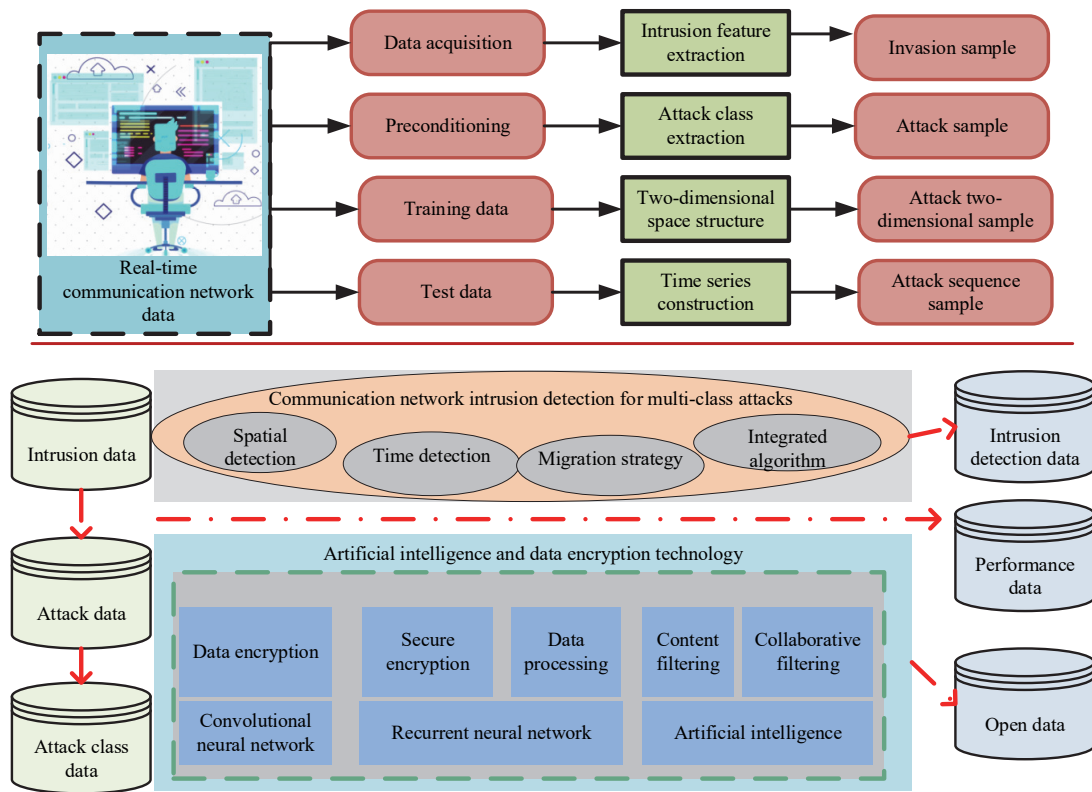 Data acquisition
Intrusion feature
extraction
Invasion sample
Preconditioning
Attack class
extraction
Attack sample
Training data
Two-dimensional
space structure
Attack two-
dimensional sample
Real-time
communication network
data
Test data
Time series
construction
Attack sequence
sample
Intrusion data
Communication network intrusion detection for multi-class attacks
Spatial
detection
Time detection
Migration strategy
Integrated
algorithm
Intrusion
detection data
Attack data
Performance
data
Artificial intelligence and data encryption technology
Data encryption
Secure
encryption
Data
processing
Content
filtering
Collaborative
filtering
Convolutional
neural network
Recurrent neural network
Artificial intelligence
Attack class
data
Open data